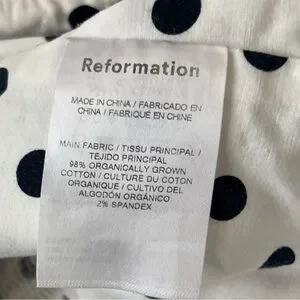 Reformation
MADE IN CHINA / FABRICADO EN
CHINA / FABRIQUÉ EN CHINE
MAIN FABRIC / TISSU PRINCIPAL /
TEJIDO PRINCIPAL
98% ORGANICALLY GROWN
COTTON / CULTURE DU COTON
ORGANIQUE / CULTIVO DEL
ALGODÓN ORGÁNICO
2% SPANDEX